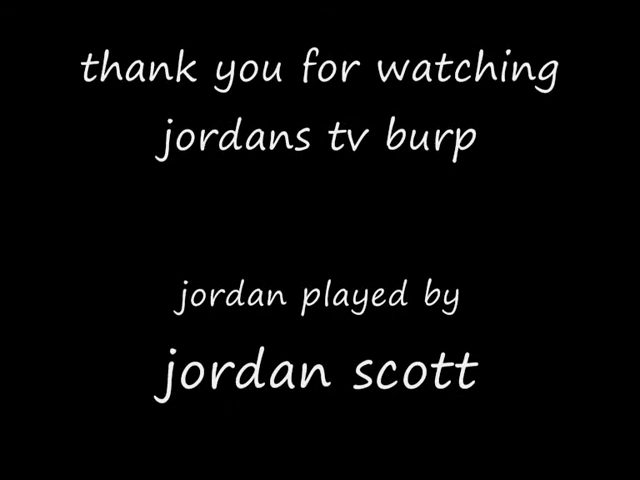 thank you for watching
jordans tv burp
jordan played by
jordan scott